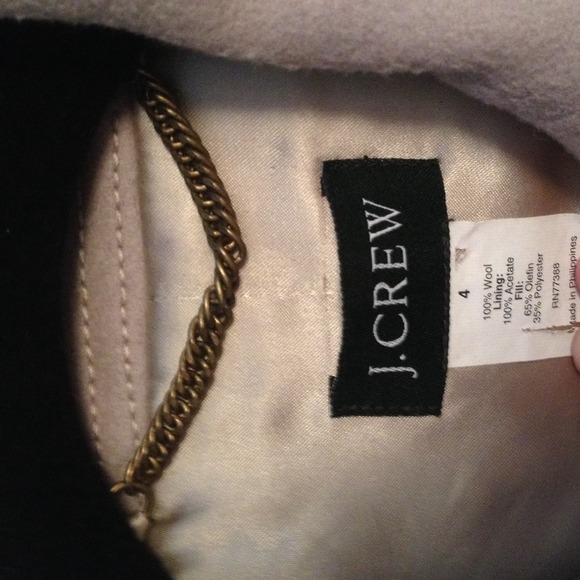 J.CREW
4
100% Wool
Lining:
100% Acetate
Fill:
65% Olefin
35% Polyester
RN77388
Made in Philippines